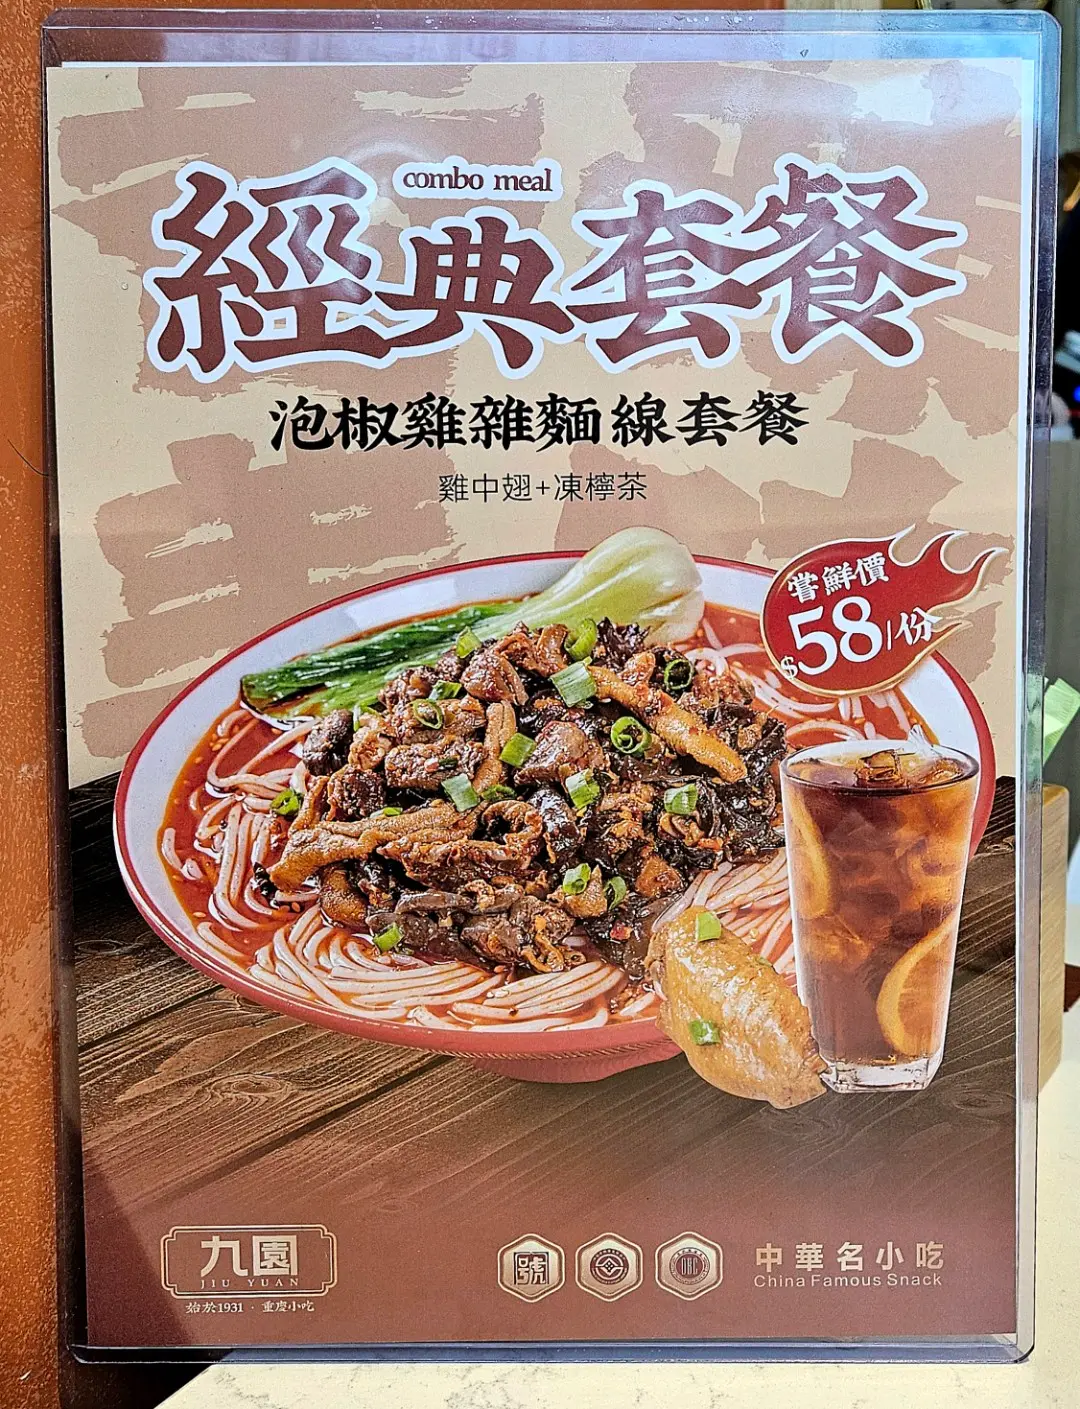 combo meal
經典套餐
泡椒雞雜麵線套餐
雞中翅+凍檸茶
嘗鮮價
$58/份
九園
JIU YUAN
始於1931 · 重慶小吃
號
DRC
中華名小吃
China Famous Snack